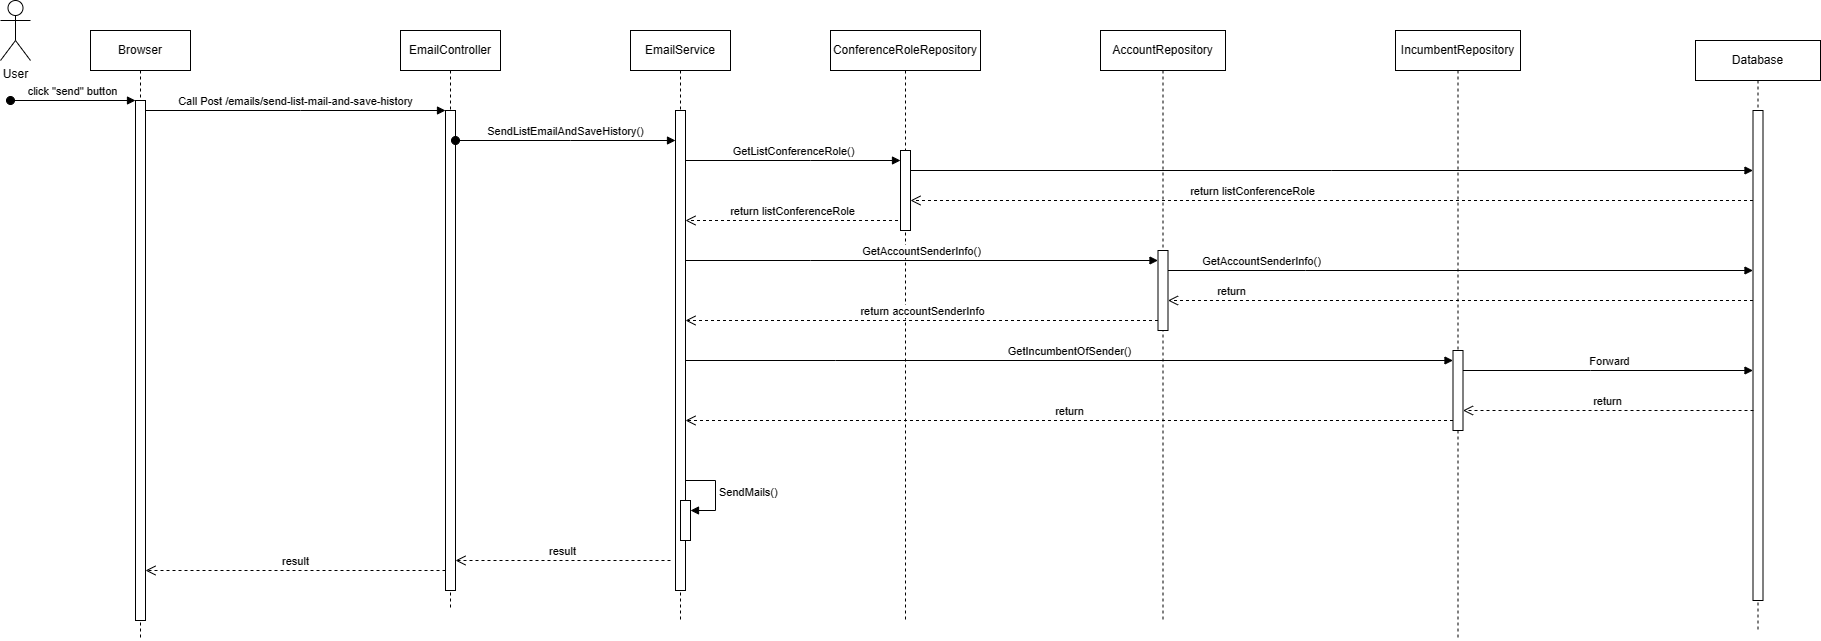 User
Browser
EmailController
EmailService
ConferenceRoleRepository
AccountRepository
IncumbentRepository
Database
click "send" button
Call Post /emails/send-list-mail-and-save-history
SendListEmailAndSaveHistory()
GetListConferenceRole()
return listConferenceRole
return listConferenceRole
GetAccountSenderInfo()
GetAccountSenderInfo()
return
return accountSenderInfo
GetIncumbentOfSender()
Forward
return
return
SendMails()
result
result